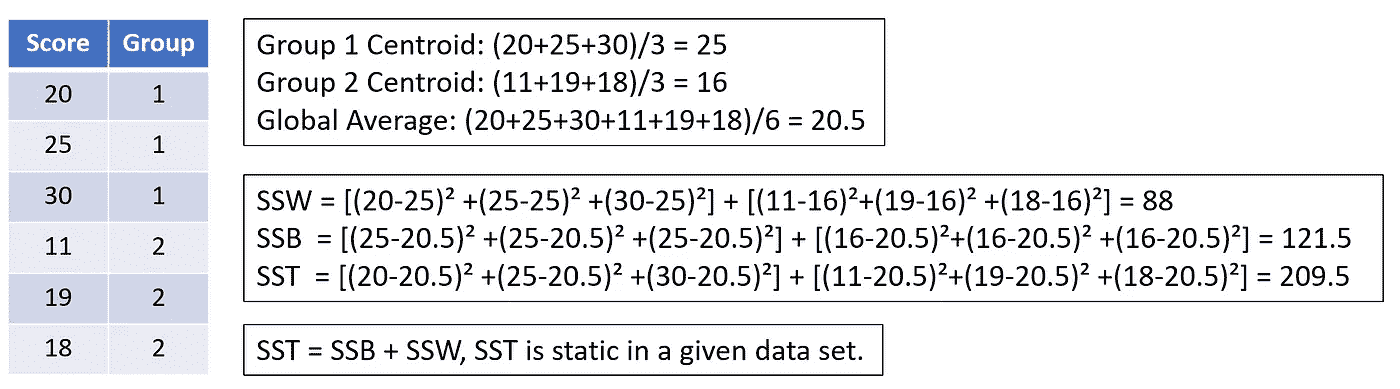 Score Group
20 1
25 1
30 1
11 2
19 2
18 2
Group 1 Centroid: (20+25+30)/3 = 25
Group 2 Centroid: (11+19+18)/3 = 16
Global Average: (20+25+30+11+19+18)/6 = 20.5
SSW = [(20-25)² +(25-25)² +(30-25)²] + [(11-16)²+(19-16)² +(18-16)²] = 88
SSB = [(25-20.5)² +(25-20.5)² +(25-20.5)²] + [(16-20.5)²+(16-20.5)² +(16-20.5)²] = 121.5
SST = [(20-20.5)² +(25-20.5)² +(30-20.5)²] + [(11-20.5)²+(19-20.5)² +(18-20.5)²] = 209.5
SST = SSB + SSW, SST is static in a given data set.